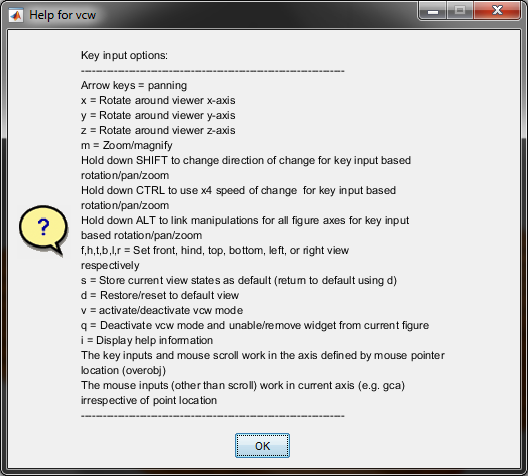 Help for vcw
Key input options:
------------------------------------------------------------------------
Arrow keys = panning
x = Rotate around viewer x-axis
y = Rotate around viewer y-axis
z = Rotate around viewer z-axis
m = Zoom/magnify
Hold down SHIFT to change direction of change for key input based
rotation/pan/zoom
Hold down CTRL to use x4 speed of change  for key input based
rotation/pan/zoom
Hold down ALT to link manipulations for all figure axes for key input
based rotation/pan/zoom
f,h,t,b,l,r = Set front, hind, top, bottom, left, or right view
respectively
s = Store current view states as default (return to default using d)
d = Restore/reset to default view
v = activate/deactivate vcw mode
q = Deactivate vcw mode and unable/remove widget from current figure
i = Display help information
The key inputs and mouse scroll work in the axis defined by mouse pointer
location (overobj)
The mouse inputs (other than scroll) work in current axis (e.g. gca)
irrespective of point location
------------------------------------------------------------------------
?
OK